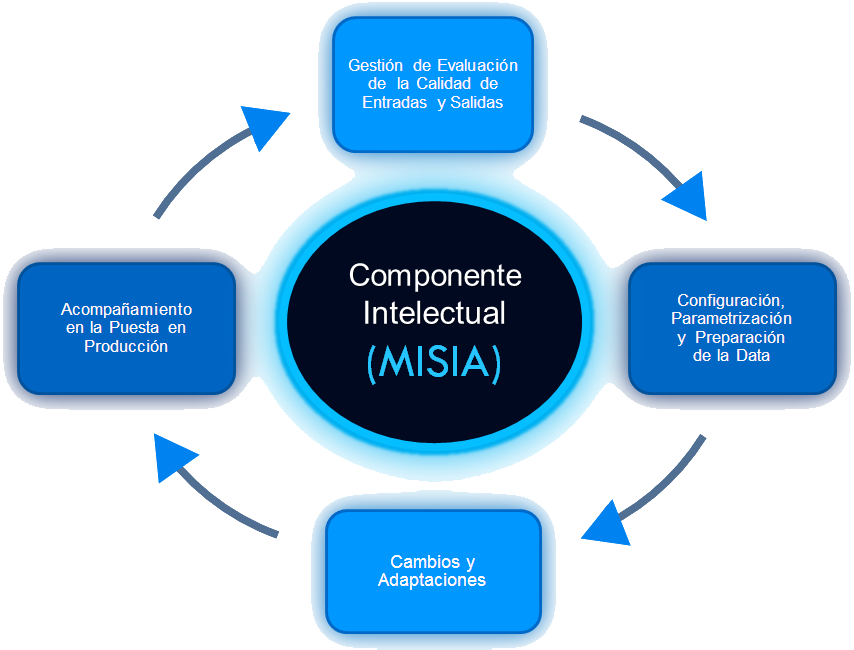 Gestión de Evaluación
de la Calidad de
Entradas y Salidas
Componente
Intelectual
(MISIA)
Configuración,
Parametrización
y Preparación
de la Data
Cambios y
Adaptaciones
Acompañamiento
en la Puesta en
Producción